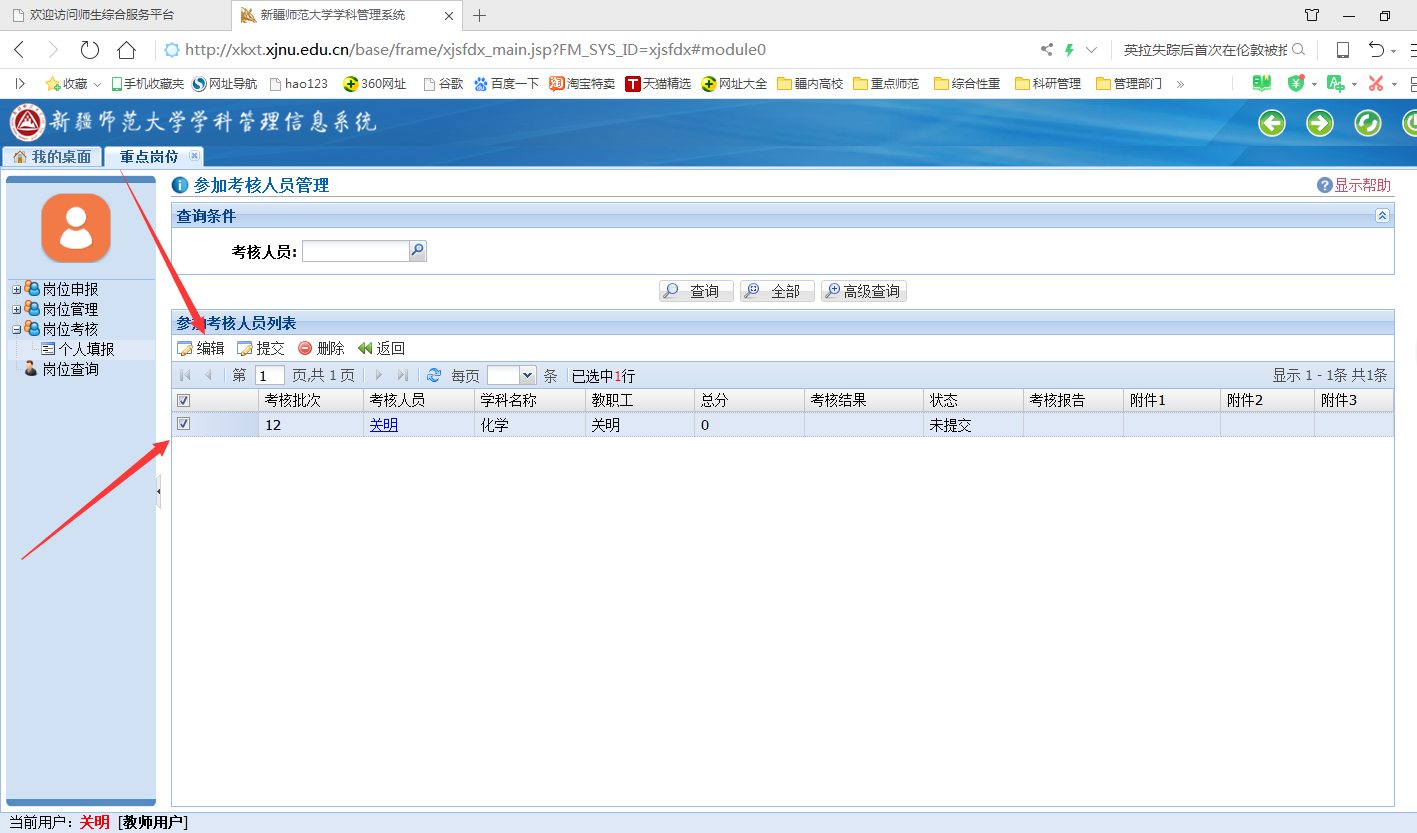 欢迎访问师生综合服务平台 新疆师范大学学科管理系统
http://xkxt.xjnu.edu.cn/base/frame/xjsfdx_main.jsp?FM_SYS_ID=xjsfdx#module0 英拉失踪后首次在伦敦被拍
收藏 手机收藏夹 网址导航 hao123 360网址 谷歌 百度一下 淘宝特卖 天猫精选 网址大全 疆内高校 重点师范 综合性重 科研管理 管理部门 »
新疆师范大学学科管理信息系统
我的桌面 重点岗位
参加考核人员管理 显示帮助
查询条件
考核人员:
查询 全部 高级查询
岗位申报
岗位管理
岗位考核
个人填报
岗位查询
参加考核人员列表
编辑 提交 删除 返回
第 1 页,共 1 页 每页 条 已选中1行 显示 1 - 1条 共1条
考核批次 考核人员 学科名称 教职工 总分 考核结果 状态 考核报告 附件1 附件2 附件3
12 关明 化学 关明 0 未提交
当前用户: 关明 [教师用户]